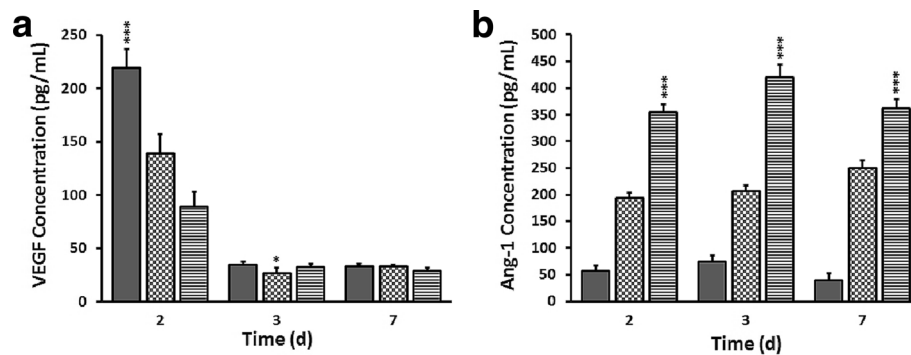 a
VEGF Concentration (pg/mL)
250
200
150
100
50
0
***
*
2 3 7
Time (d)
b
Ang-1 Concentration (pg/mL)
500
450
400
350
300
250
200
150
100
50
0
***
***
***
2 3 7
Time (d)